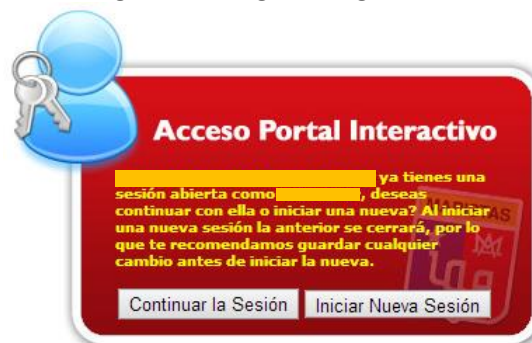 Acceso Portal Interactivo
ya tienes una
sesión abierta como , deseas
continuar con ella o iniciar una nueva? Al iniciar
una nueva sesión la anterior se cerrará, por lo
que te recomendamos guardar cualquier
cambio antes de iniciar la nueva.
MARISTAS
Continuar la Sesión Iniciar Nueva Sesión